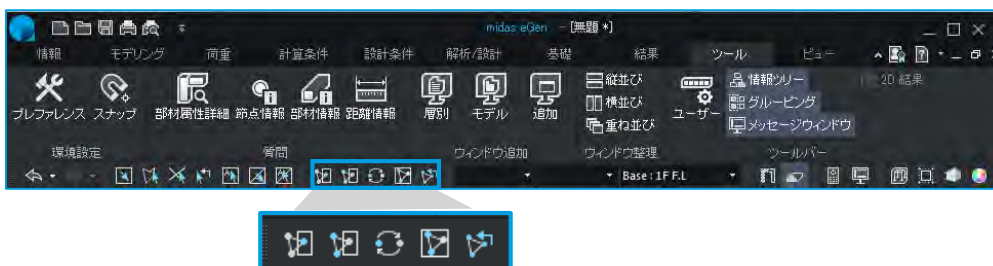 midas eGen - [無題 *]
情報 モデリング 荷重 計算条件 設計条件 解析/設計 基礎 結果 ツール ビュー
プレファレンス スナップ 部材属性詳細 節点情報 部材情報 距離情報 層別 モデル 追加 縦並び 横並び 重ね並び ユーザー 情報ツリー グルーピング メッセージウィンドウ 2D 結果
環境設定 質問 ウィンドウ追加 ウィンドウ整理 ツールバー
Base : 1F F.L